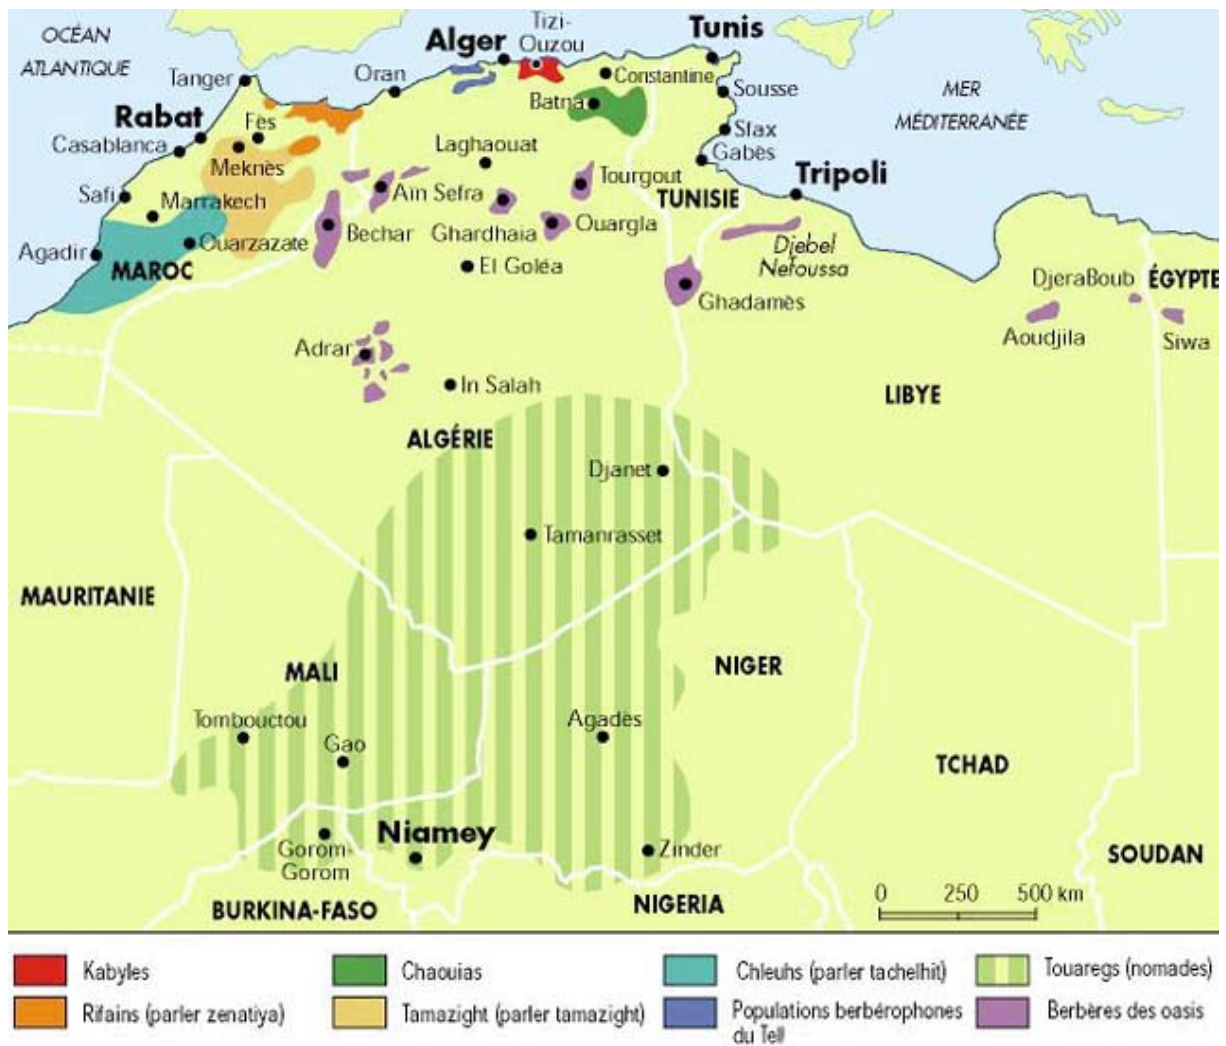 OCÉAN
ATLANTIQUE
Tizi-
Ouzou
Alger
Tunis
Tanger
Oran
Constantine
Batna
Sousse
MER
MÉDITERRANÉE
Rabat
Fès
Casablanca
Meknès
Laghaouat
Sfax
Gabès
Safi
Marrakech
Aïn Sefra
Tourgout
TUNISIE
Tripoli
Agadir
Ouarzazate
Bechar
Ghardhaia
Ouargla
Djebel
Nefoussa
MAROC
El Goléa
Ghadamès
DjeraBoub
ÉGYPTE
Adrar
Aoudjila
Siwa
In Salah
LIBYE
ALGÉRIE
Djanet
Tamanrasset
MAURITANIE
MALI
NIGER
Tombouctou
Gao
Agadès
TCHAD
Niamey
Gorom-
Gorom
Zinder
SOUDAN
BURKINA-FASO
NIGERIA
0 250 500 km
Kabyles
Chaouias
Chleuhs (parler tachelhit)
Touaregs (nomades)
Rifains (parler zenatiya)
Tamazight (parler tamazight)
Populations berbérophones
du Tell
Berbères des oasis